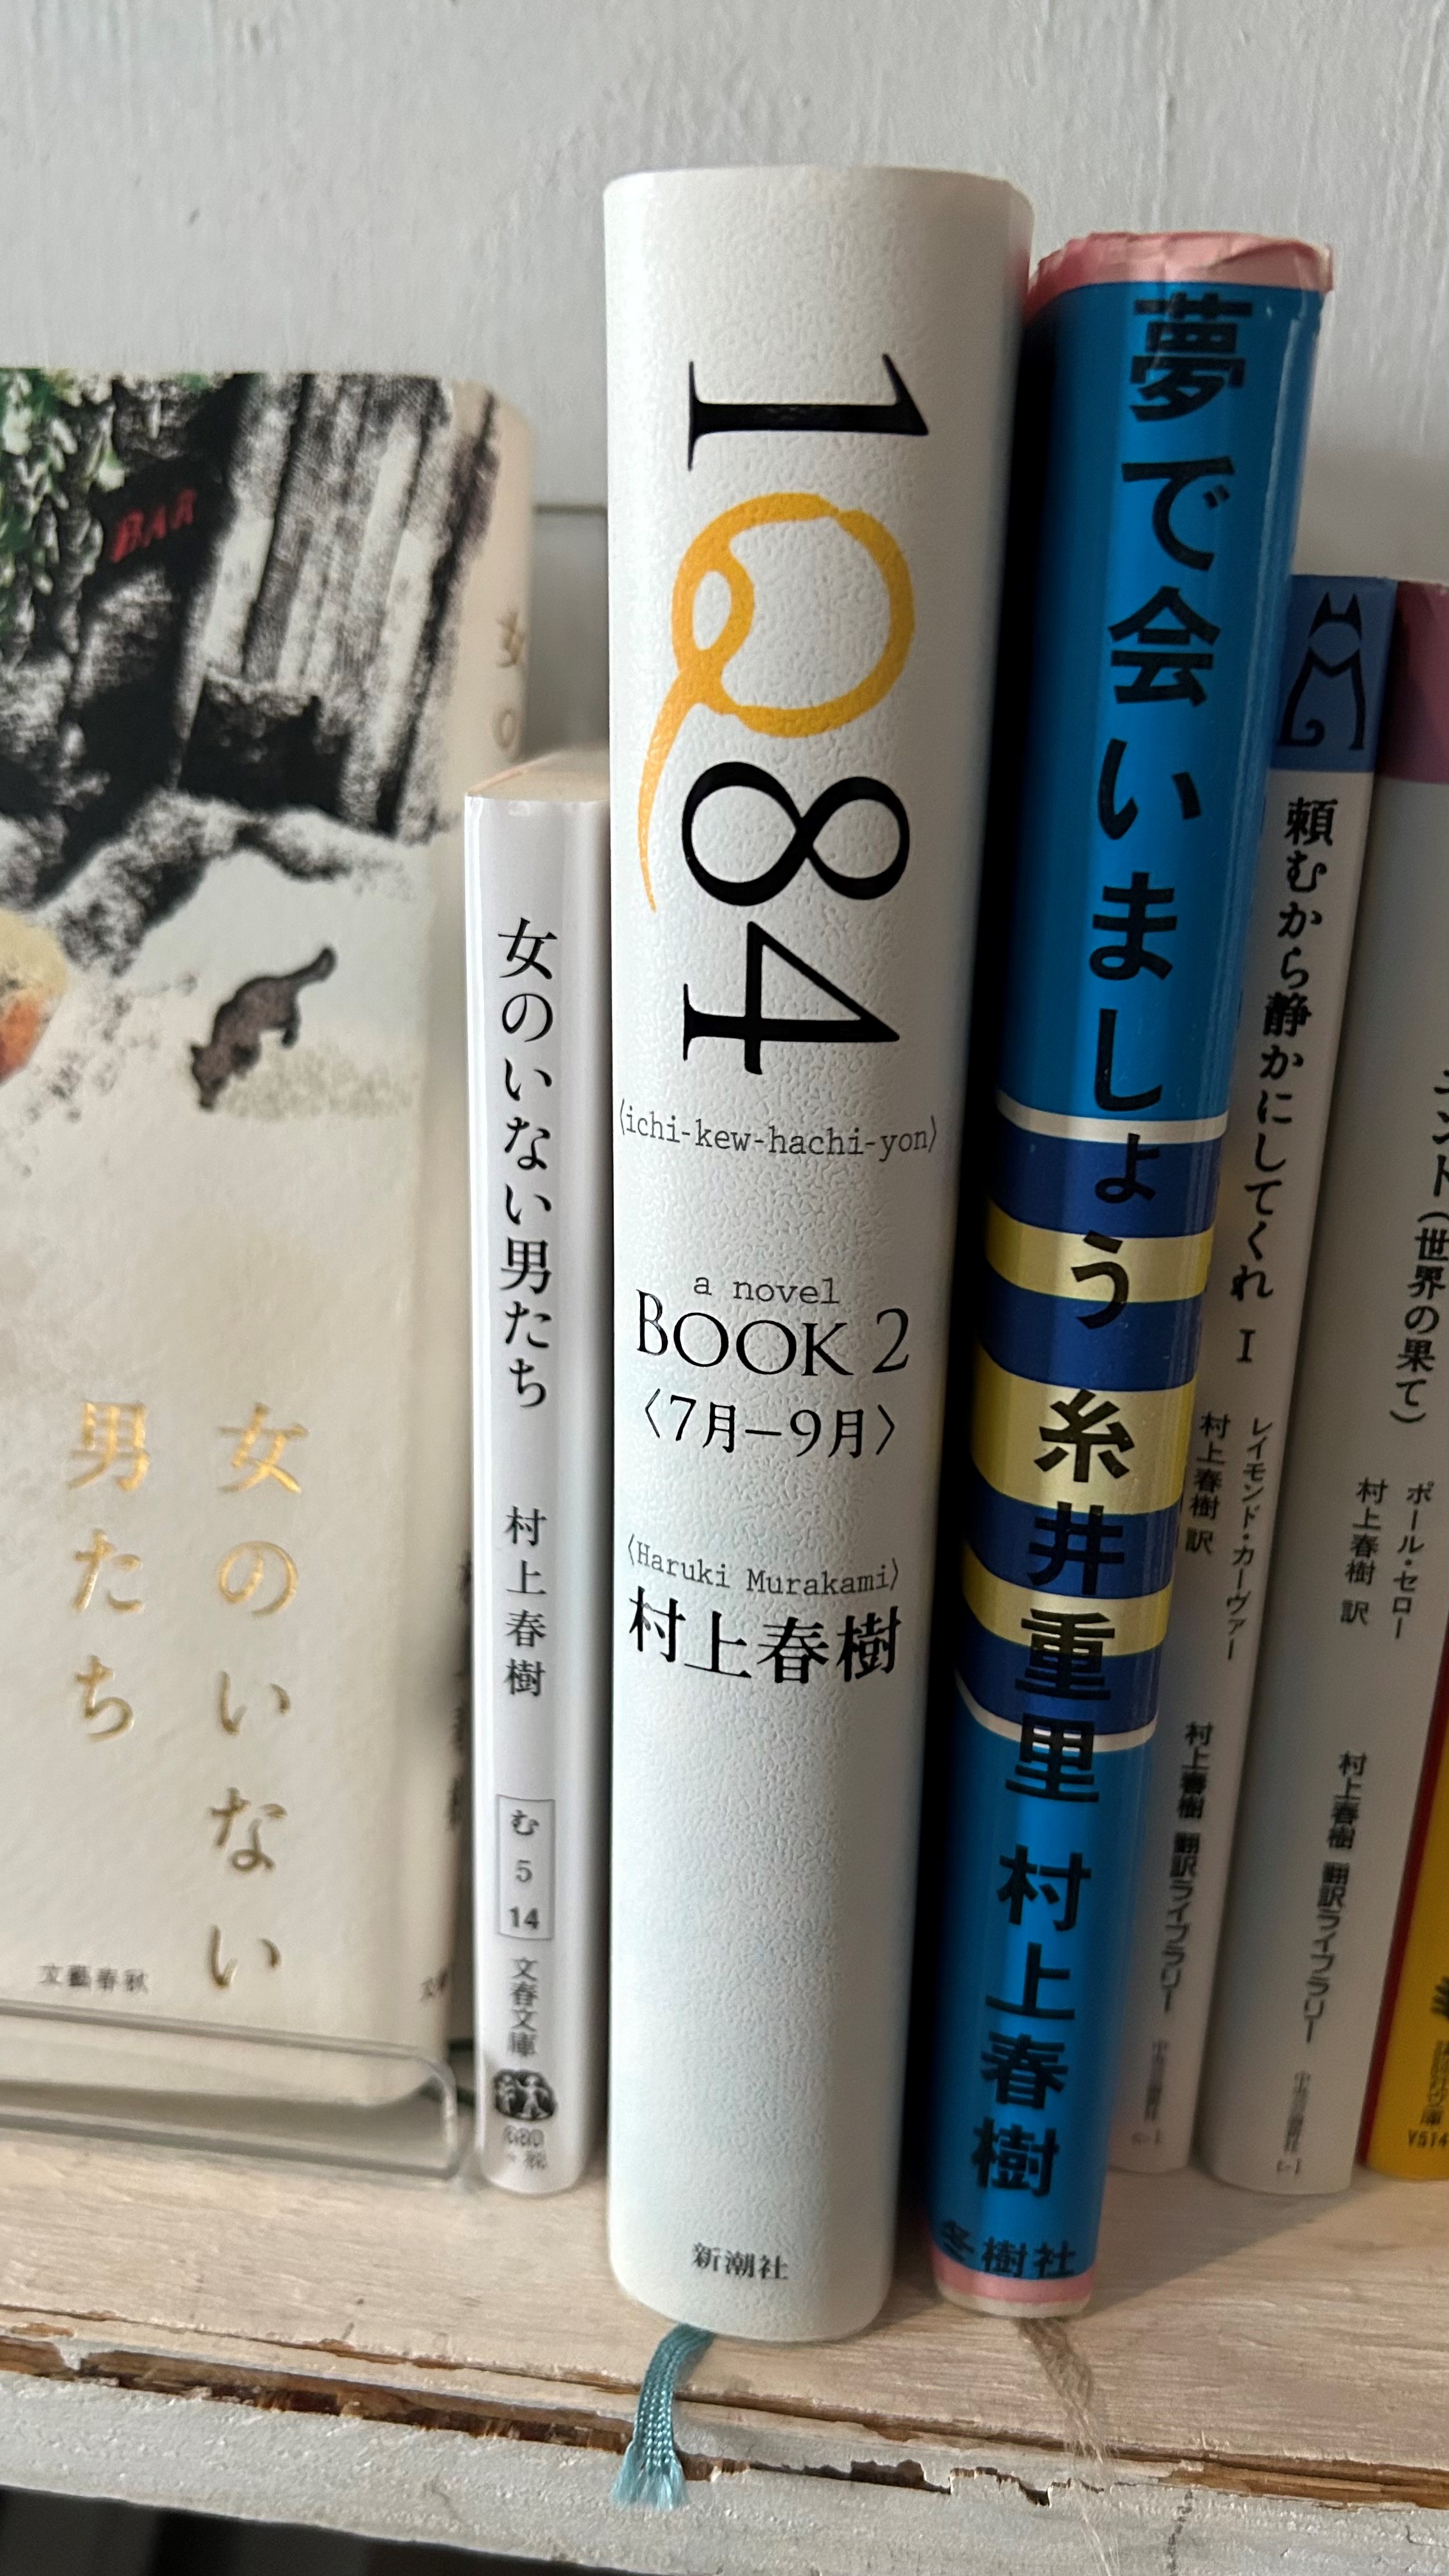 BAR
女のいない
男たち
文藝春秋
女の
女のいない男たち
村上春樹
む
5
14
文春文庫
1Q84
〈ichi-kew-hachi-yon〉
a novel
BOOK 2
〈7月–9月〉
〈Haruki Murakami〉
村上春樹
新潮社
夢で会いましょう 糸井重里 村上春樹
冬樹社
頼むから静かにしてくれ I
レイモンド・カーヴァー
村上春樹 訳
村上春樹 翻訳ライブラリー
(世界の果て)
ポール・セロー
村上春樹 訳
村上春樹 翻訳ライブラリー